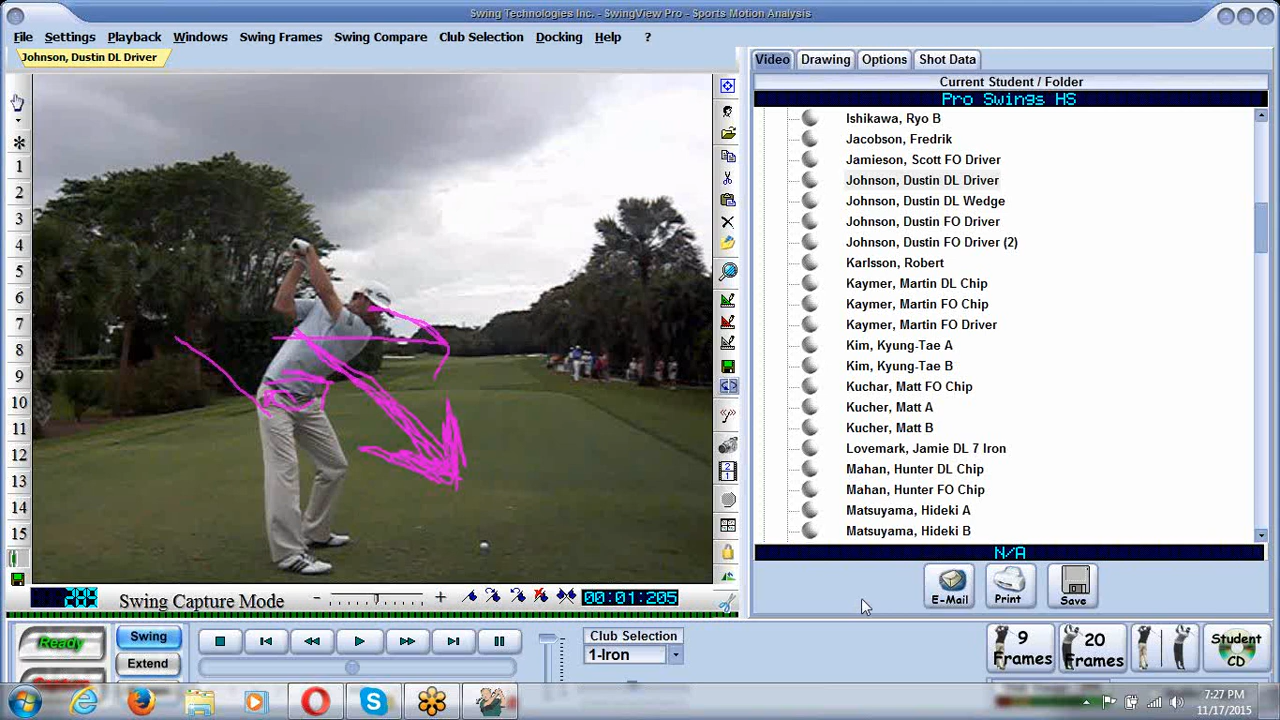 Swing Technologies Inc. - SwingView Pro - Sports Motion Analysis
File Settings Playback Windows Swing Frames Swing Compare Club Selection Docking Help ?
Johnson, Dustin DL Driver
1
2
3
4
5
6
7
8
9
10
11
12
13
14
15
Swing Capture Mode
- +
00:01:205
Ready
Swing
Extend
Club Selection
1-Iron
Video Drawing Options Shot Data
Current Student / Folder
Pro Swings HS
Ishikawa, Ryo B
Jacobson, Fredrik
Jamieson, Scott FO Driver
Johnson, Dustin DL Driver
Johnson, Dustin DL Wedge
Johnson, Dustin FO Driver
Johnson, Dustin FO Driver (2)
Karlsson, Robert
Kaymer, Martin DL Chip
Kaymer, Martin FO Chip
Kaymer, Martin FO Driver
Kim, Kyung-Tae A
Kim, Kyung-Tae B
Kuchar, Matt FO Chip
Kucher, Matt A
Kucher, Matt B
Lovemark, Jamie DL 7 Iron
Mahan, Hunter DL Chip
Mahan, Hunter FO Chip
Matsuyama, Hideki A
Matsuyama, Hideki B
N/A
E-Mail Print Save
9 Frames
20 Frames
Student CD
7:27 PM
11/17/2015